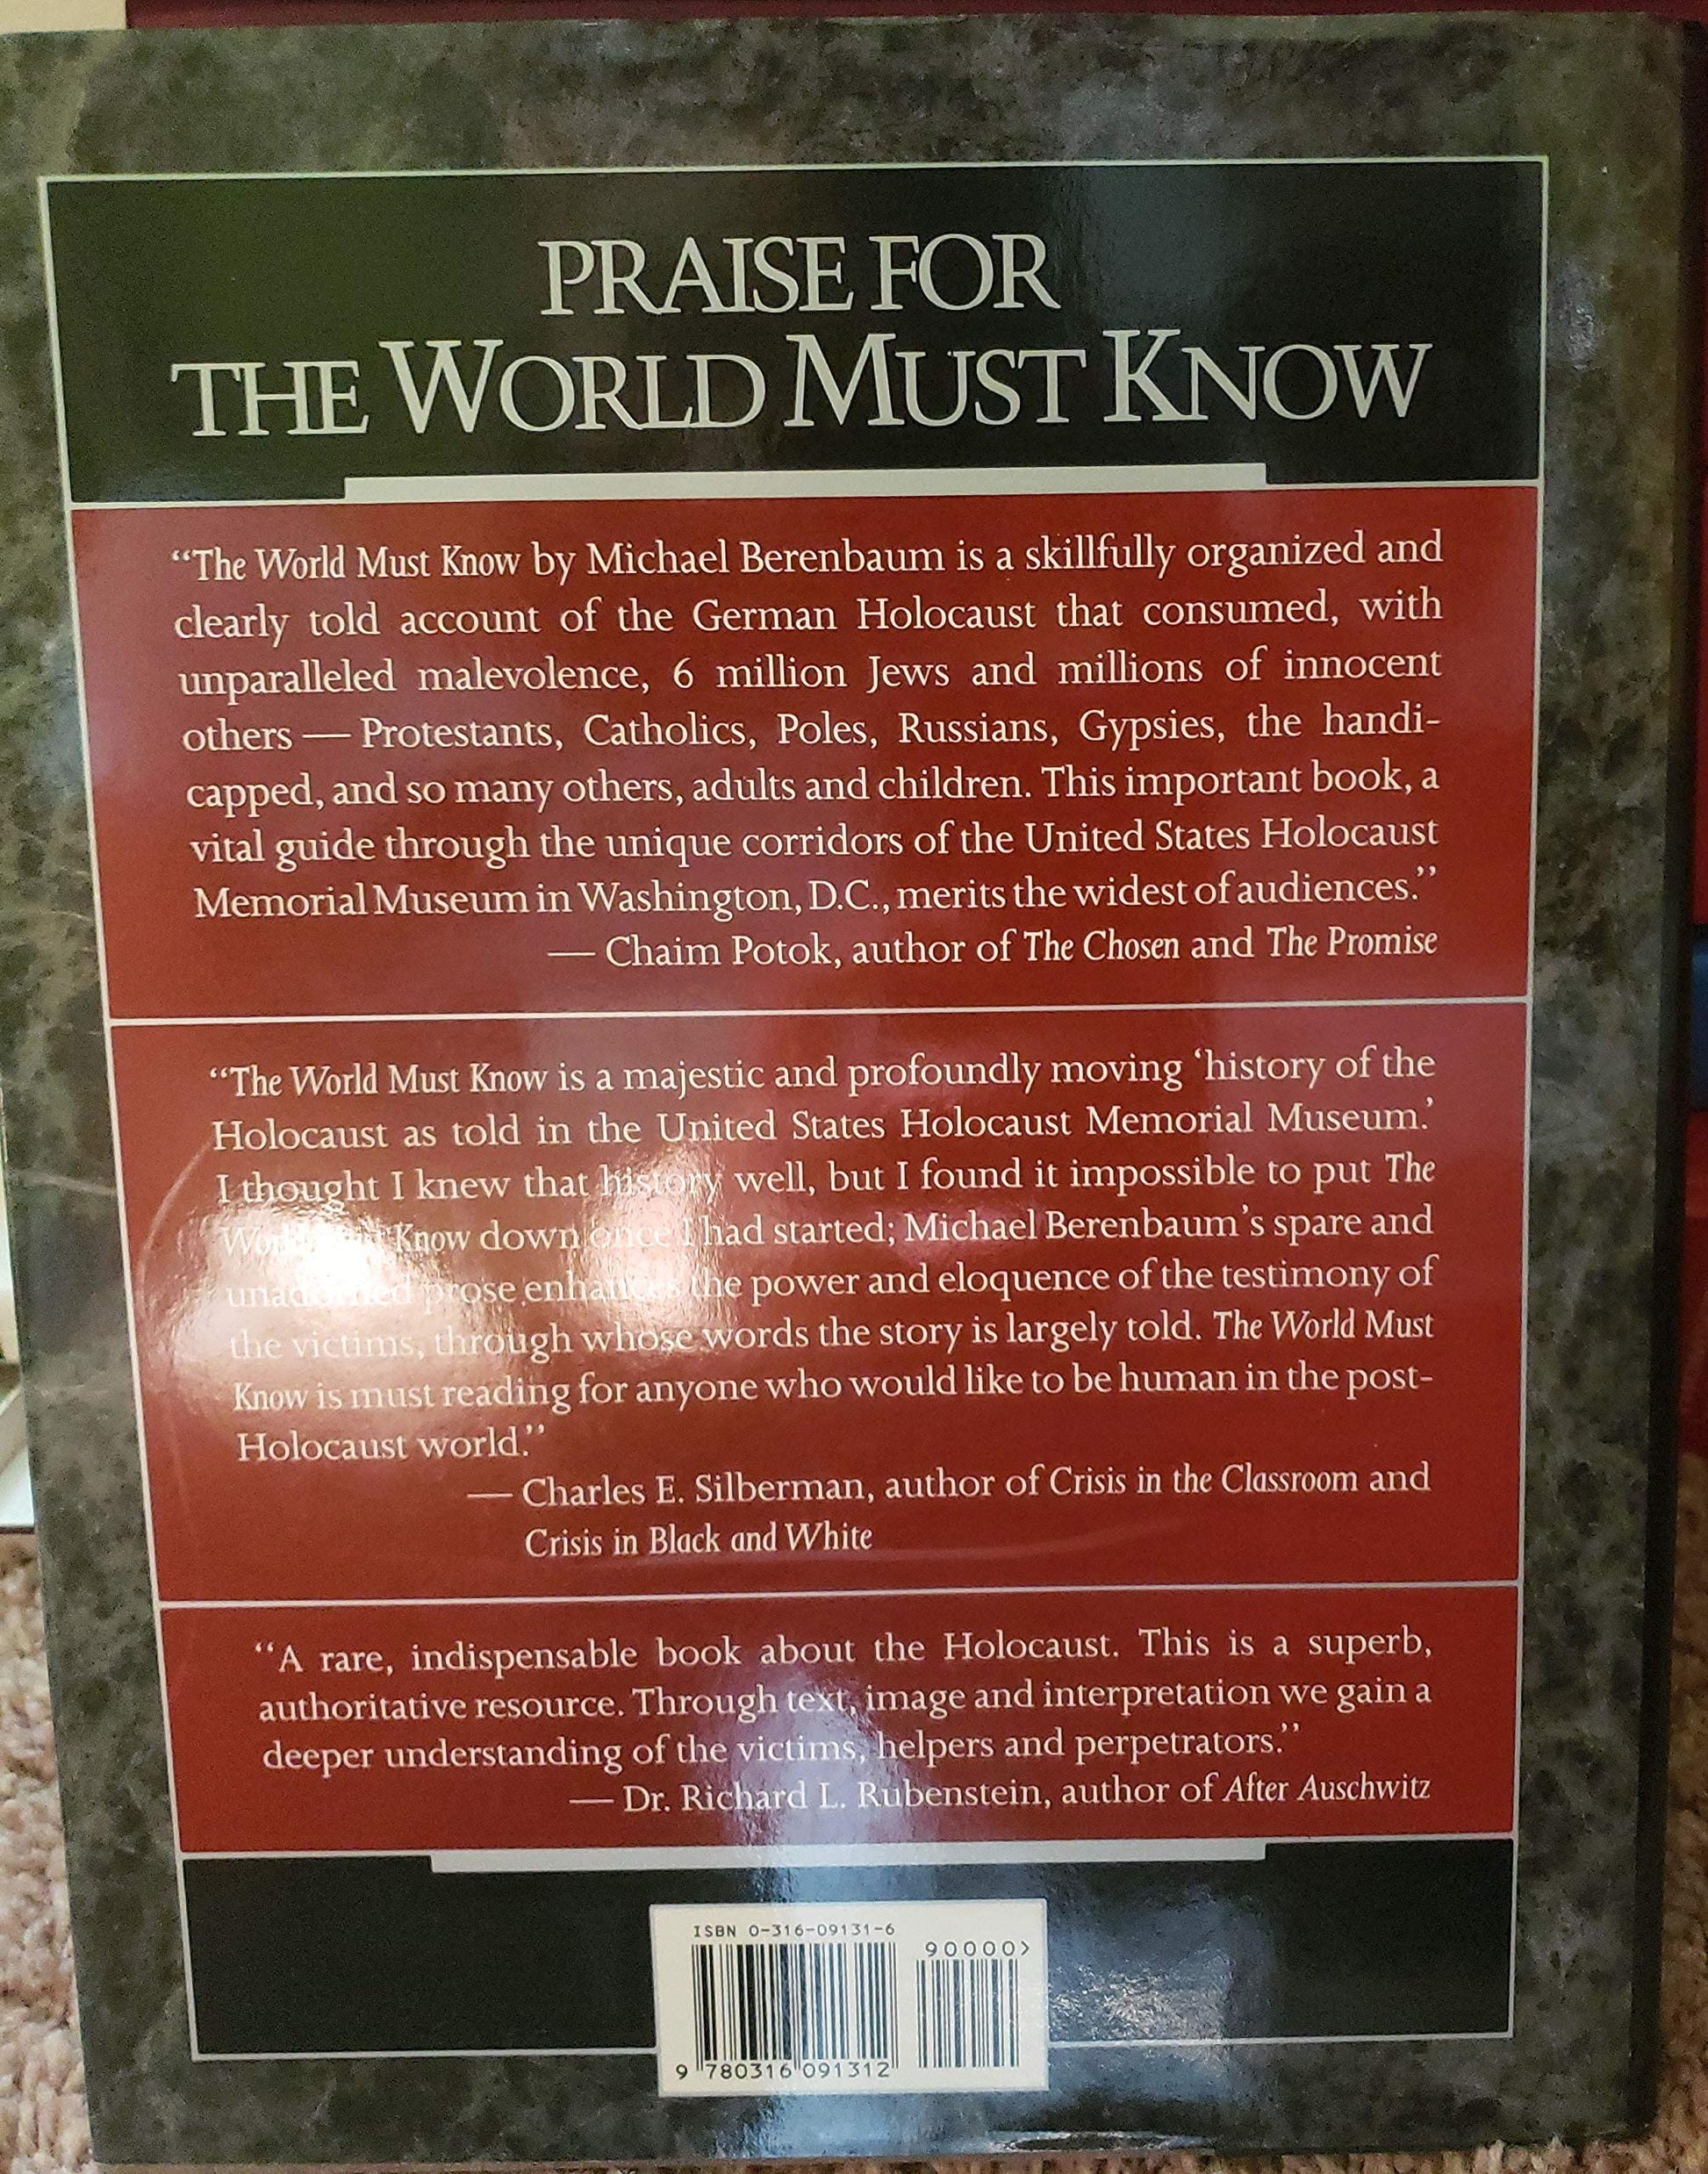 PRAISE FOR
THE WORLD MUST KNOW
“The World Must Know by Michael Berenbaum is a skillfully organized and
clearly told account of the German Holocaust that consumed, with
unparalleled malevolence, 6 million Jews and millions of innocent
others — Protestants, Catholics, Poles, Russians, Gypsies, the handi-
capped, and so many others, adults and children. This important book, a
vital guide through the unique corridors of the United States Holocaust
Memorial Museum in Washington, D.C., merits the widest of audiences.”
— Chaim Potok, author of The Chosen and The Promise
“The World Must Know is a majestic and profoundly moving ‘history of the
Holocaust as told in the United States Holocaust Memorial Museum.’
I thought I knew that history well, but I found it impossible to put The
World Must Know down once I had started; Michael Berenbaum’s spare and
unadorned prose enhances the power and eloquence of the testimony of
the victims, through whose words the story is largely told. The World Must
Know is must reading for anyone who would like to be human in the post-
Holocaust world.”
— Charles E. Silberman, author of Crisis in the Classroom and
Crisis in Black and White
“A rare, indispensable book about the Holocaust. This is a superb,
authoritative resource. Through text, image and interpretation we gain a
deeper understanding of the victims, helpers and perpetrators.”
— Dr. Richard L. Rubenstein, author of After Auschwitz
ISBN 0-316-09131-6
90000>
9 780316 091312